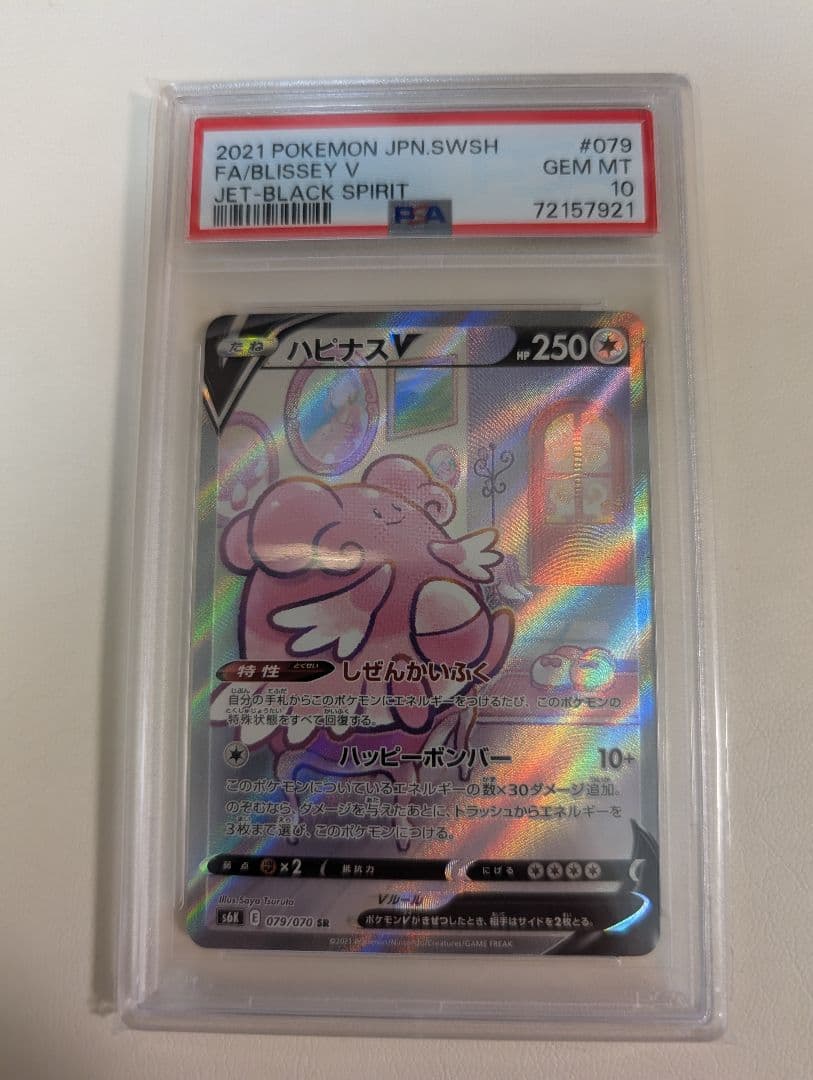 2021 POKEMON JPN.SWSH #079
FA/BLISSEY V GEM MT
JET-BLACK SPIRIT 10
PSA 72157921
たね ハピナスV HP 250
特性 とくせい しぜんかいふく
自分の手札からこのポケモンにエネルギーをつけるたび、このポケモンの
特殊状態をすべて回復する。
ハッピーボンバー 10+
このポケモンについているエネルギーの数×30ダメージ追加。
のぞむなら、ダメージを与えたあとに、トラッシュからエネルギーを
3枚まで選び、このポケモンにつける。
弱点 ×2 抵抗力 にげる
Illus. Saya Tsuruta Vルール
s6K E 079/070 SR ポケモンVがきぜつしたとき、相手はサイドを2枚とる。
©2021 Pokémon/Nintendo/Creatures/GAME FREAK